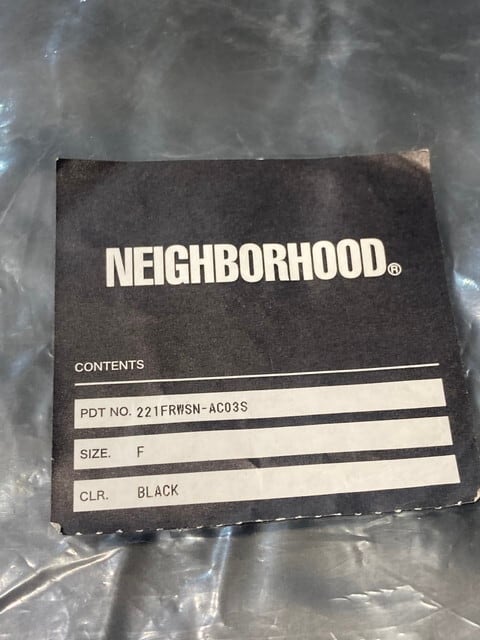 NEIGHBORHOOD®
CONTENTS
PDT NO. 221FRWSN-AC03S
SIZE. F
CLR. BLACK